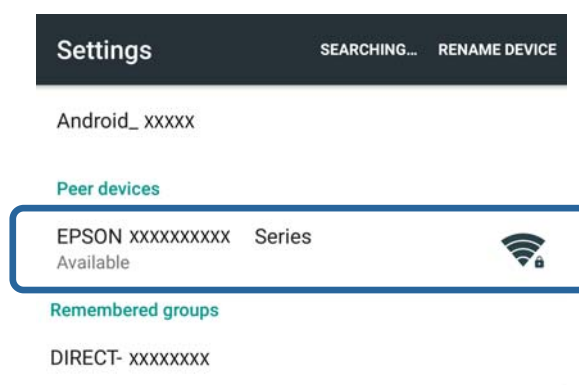 Settings SEARCHING... RENAME DEVICE
Android_ xxxxx
Peer devices
EPSON xxxxxxxxxx Series
Available
Remembered groups
DIRECT- xxxxxxxx